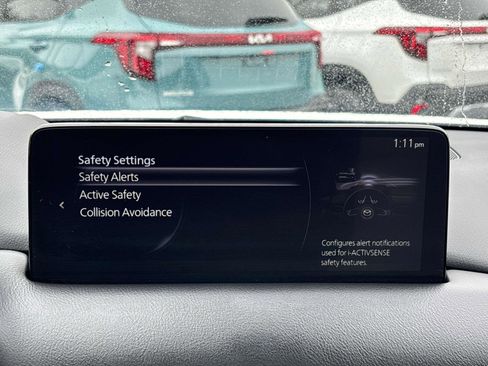 KIA
1:11 pm
Safety Settings
Safety Alerts
Active Safety
Collision Avoidance
Configures alert notifications
used for i-ACTIVSENSE
safety features.